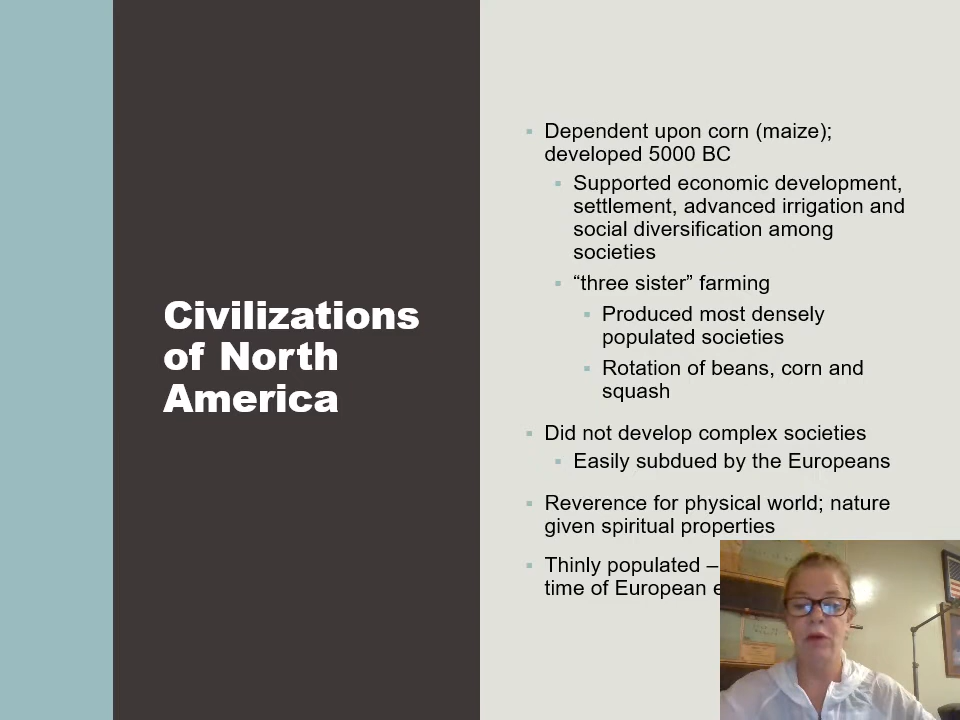 Civilizations
of North
America
Dependent upon corn (maize);
developed 5000 BC
Supported economic development,
settlement, advanced irrigation and
social diversification among
societies
“three sister” farming
Produced most densely
populated societies
Rotation of beans, corn and
squash
Did not develop complex societies
Easily subdued by the Europeans
Reverence for physical world; nature
given spiritual properties
Thinly populated –
time of European